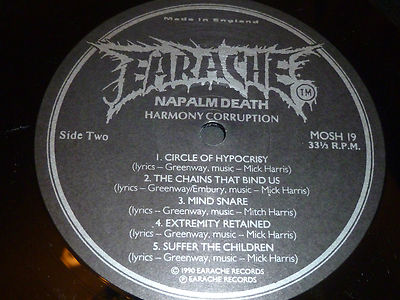 Made in England
EARACHE
TM
NAPALM DEATH
HARMONY CORRUPTION
Side Two
MOSH 19
33⅓ R.P.M.
1. CIRCLE OF HYPOCRISY
(lyrics – Greenway, music – Mick Harris)
2. THE CHAINS THAT BIND US
(lyrics – Greenway/Embury, music – Mick Harris)
3. MIND SNARE
(lyrics – Greenway, music – Mitch Harris)
4. EXTREMITY RETAINED
(lyrics – Greenway, music – Mick Harris)
5. SUFFER THE CHILDREN
(lyrics – Greenway, music – Mick Harris)
© 1990 EARACHE RECORDS
℗ EARACHE RECORDS